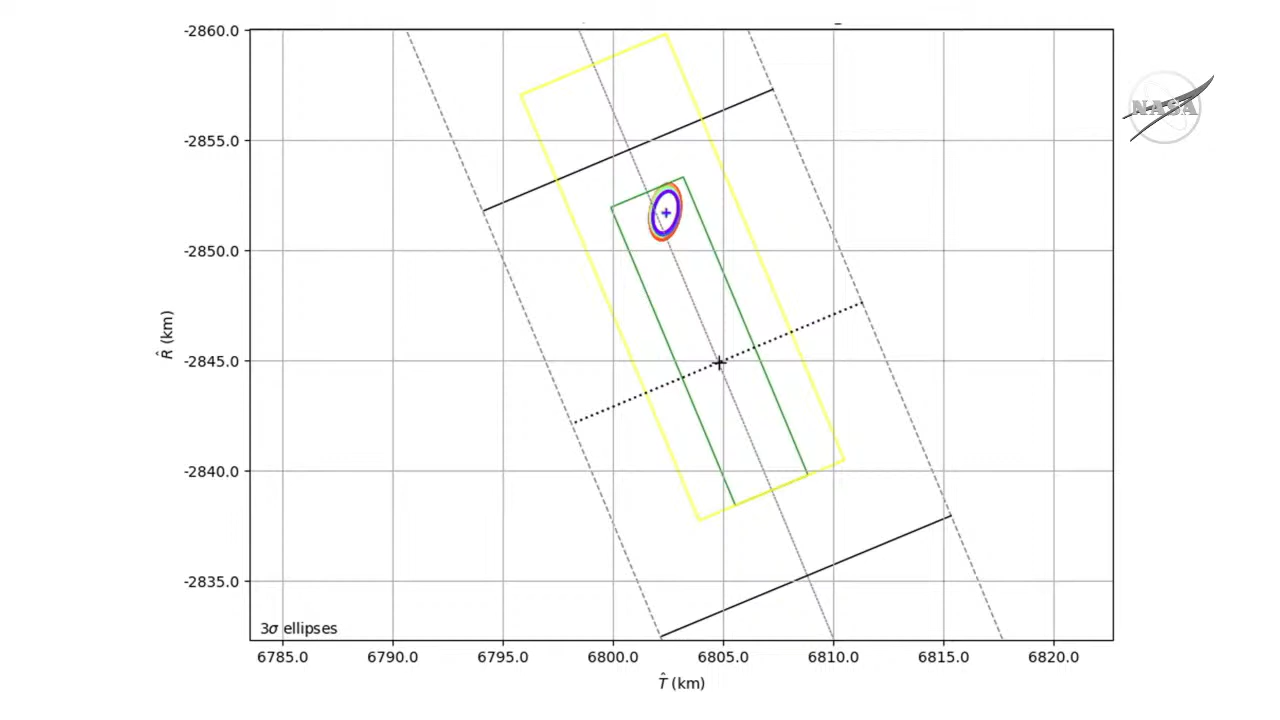 -2860.0
-2855.0
-2850.0
-2845.0
-2840.0
-2835.0
R̂ (km)
3σ ellipses
6785.0 6790.0 6795.0 6800.0 6805.0 6810.0 6815.0 6820.0
T̂ (km)
NASA